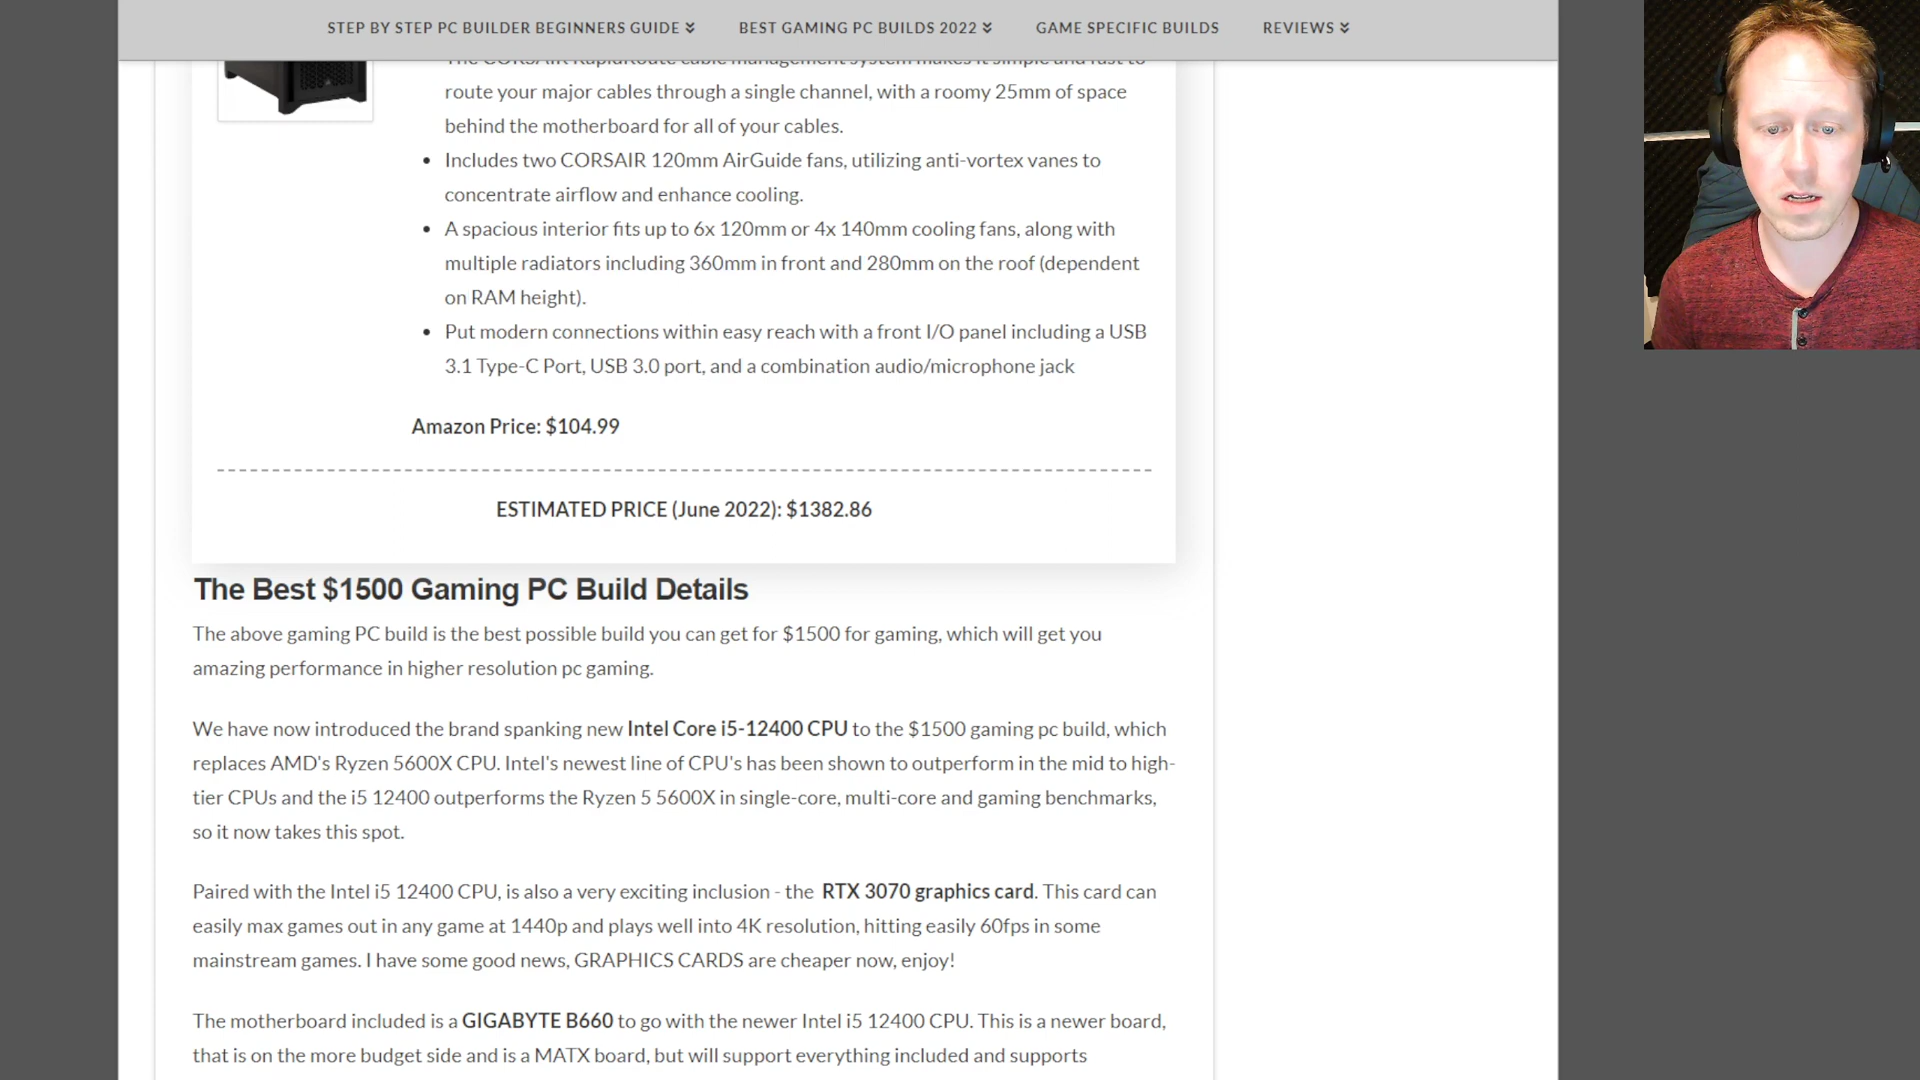 STEP BY STEP PC BUILDER BEGINNERS GUIDE BEST GAMING PC BUILDS 2022 GAME SPECIFIC BUILDS REVIEWS
The CORSAIR RapidRoute cable management system makes it simple and fast to
route your major cables through a single channel, with a roomy 25mm of space
behind the motherboard for all of your cables.
• Includes two CORSAIR 120mm AirGuide fans, utilizing anti-vortex vanes to
concentrate airflow and enhance cooling.
• A spacious interior fits up to 6x 120mm or 4x 140mm cooling fans, along with
multiple radiators including 360mm in front and 280mm on the roof (dependent
on RAM height).
• Put modern connections within easy reach with a front I/O panel including a USB
3.1 Type-C Port, USB 3.0 port, and a combination audio/microphone jack
Amazon Price: $104.99
ESTIMATED PRICE (June 2022): $1382.86
The Best $1500 Gaming PC Build Details
The above gaming PC build is the best possible build you can get for $1500 for gaming, which will get you
amazing performance in higher resolution pc gaming.
We have now introduced the brand spanking new Intel Core i5-12400 CPU to the $1500 gaming pc build, which
replaces AMD's Ryzen 5600X CPU. Intel's newest line of CPU's has been shown to outperform in the mid to high-
tier CPUs and the i5 12400 outperforms the Ryzen 5 5600X in single-core, multi-core and gaming benchmarks,
so it now takes this spot.
Paired with the Intel i5 12400 CPU, is also a very exciting inclusion - the RTX 3070 graphics card. This card can
easily max games out in any game at 1440p and plays well into 4K resolution, hitting easily 60fps in some
mainstream games. I have some good news, GRAPHICS CARDS are cheaper now, enjoy!
The motherboard included is a GIGABYTE B660 to go with the newer Intel i5 12400 CPU. This is a newer board,
that is on the more budget side and is a MATX board, but will support everything included and supports